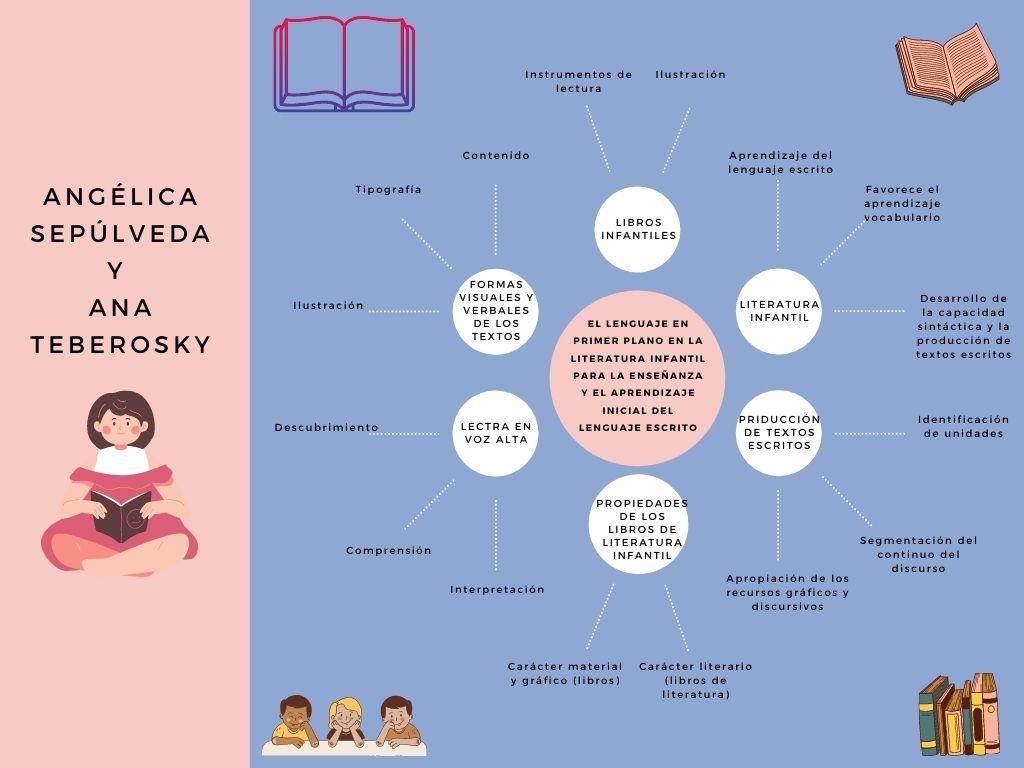 ANGÉLICA
SEPÚLVEDA
Y
ANA
TEBEROSKY
EL LENGUAJE EN
PRIMER PLANO EN LA
LITERATURA INFANTIL
PARA LA ENSEÑANZA
Y EL APRENDIZAJE
INICIAL DEL
LENGUAJE ESCRITO
LIBROS
INFANTILES
Instrumentos de
lectura
Ilustración
LITERATURA
INFANTIL
Aprendizaje del
lenguaje escrito
Favorece el
aprendizaje
vocabulario
Desarrollo de
la capacidad
sintáctica y la
producción de
textos escritos
PRIDUCCIÓN
DE TEXTOS
ESCRITOS
Identificación
de unidades
Segmentación del
continuo del
discurso
Apropiación de los
recursos gráficos y
discursivos
PROPIEDADES
DE LOS
LIBROS DE
LITERATURA
INFANTIL
Carácter literario
(libros de
literatura)
Carácter material
y gráfico (libros)
LECTRA EN
VOZ ALTA
Interpretación
Comprensión
Descubrimiento
FORMAS
VISUALES Y
VERBALES
DE LOS
TEXTOS
Ilustración
Tipografía
Contenido